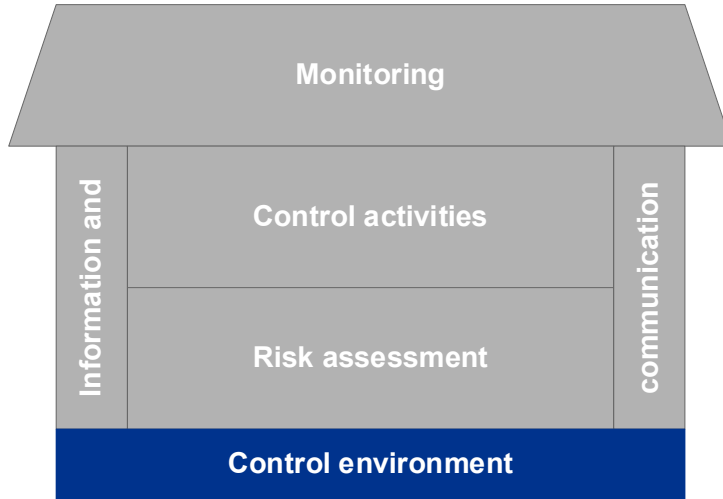 Monitoring
Information and
Control activities
communication
Risk assessment
Control environment